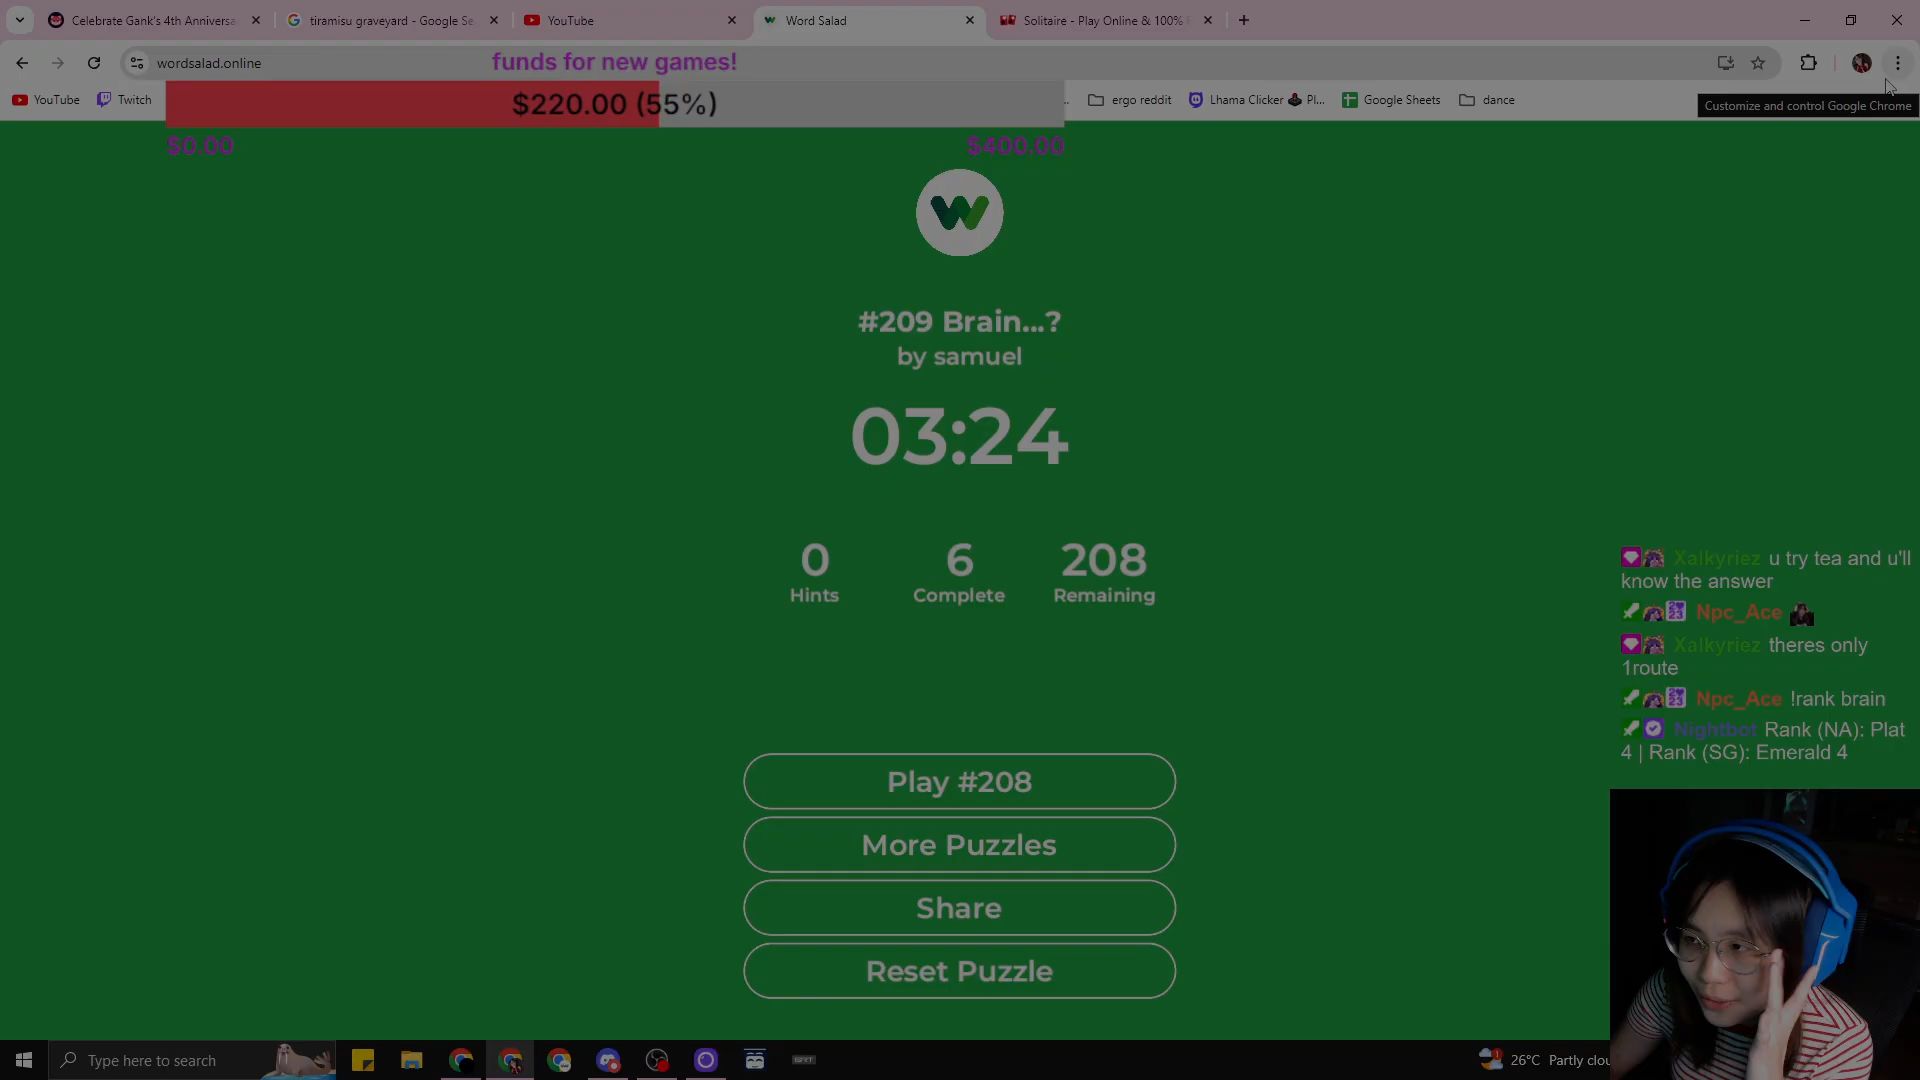 Celebrate Gank's 4th Anniversa
tiramisu graveyard - Google Se
YouTube
Word Salad
Solitaire - Play Online & 100% F
wordsalad.online
funds for new games!
YouTube
Twitch
$220.00 (55%)
ergo reddit
Lhama Clicker
Pl...
Google Sheets
dance
Customize and control Google Chrome
$0.00
$400.00
#209 Brain...?
by samuel
03:24
0
Hints
6
Complete
208
Remaining
Play #208
More Puzzles
Share
Reset Puzzle
Xalkyriez u try tea and u'll
know the answer
Npc_Ace
Xalkyriez theres only
1route
Npc_Ace !rank brain
Nightbot Rank (NA): Plat
4 | Rank (SG): Emerald 4
Type here to search
26°C Partly clou